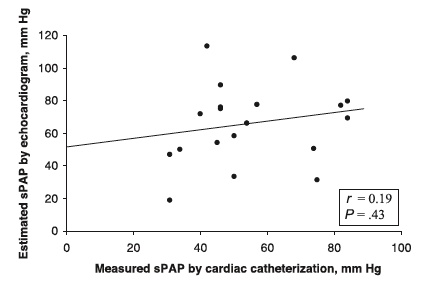 Estimated sPAP by echocardiogram, mm Hg
120
100
80
60
40
20
0
r = 0.19
P = .43
0 20 40 60 80 100
Measured sPAP by cardiac catheterization, mm Hg